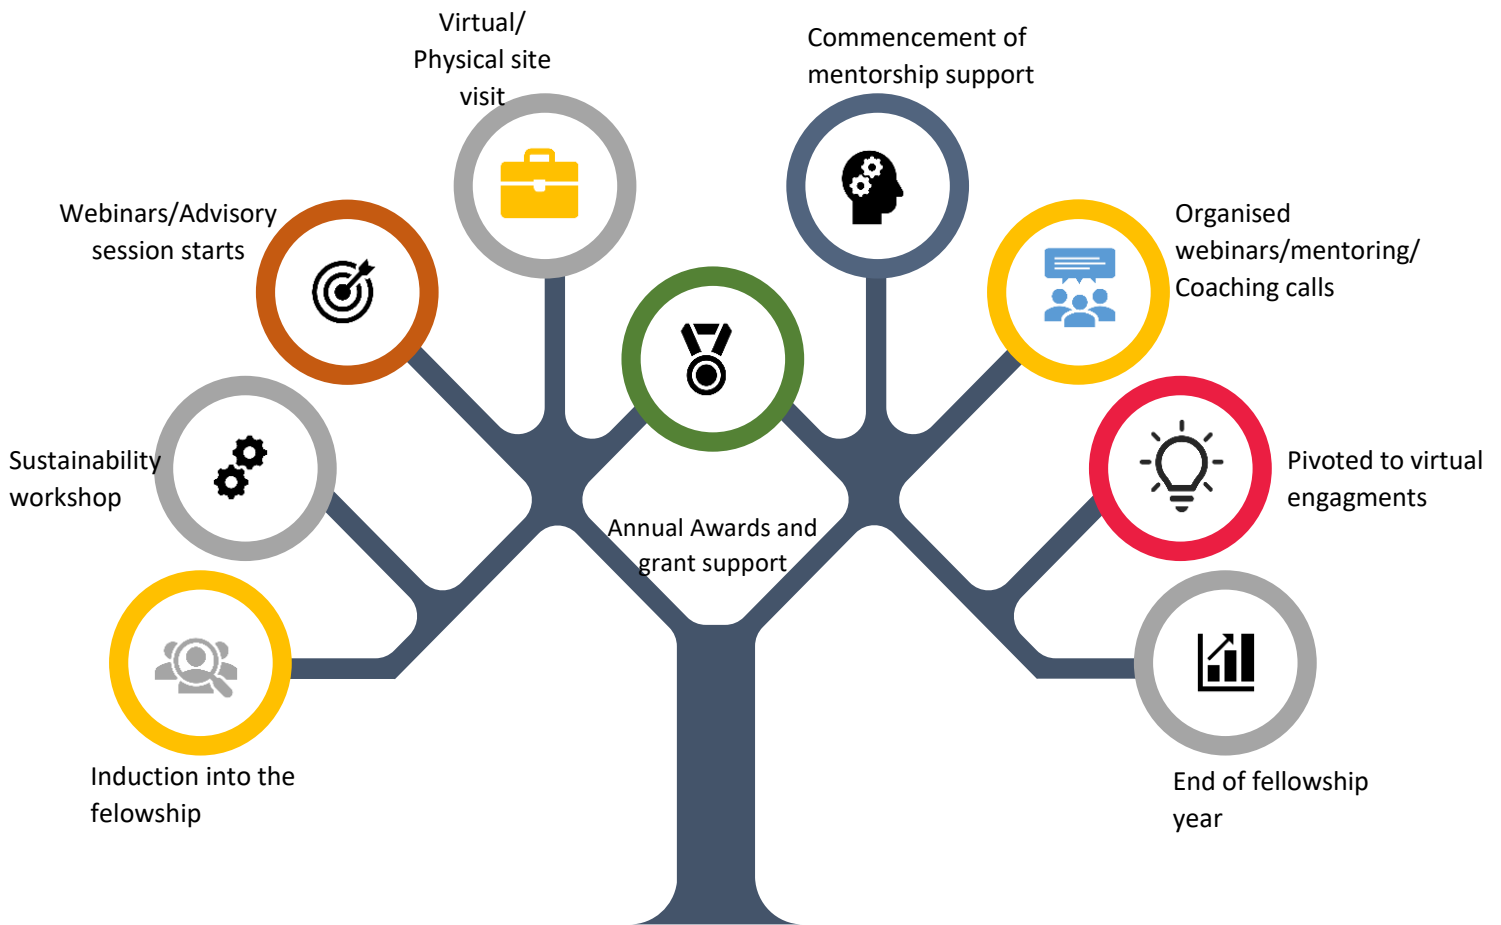 Virtual/
Physical site
visit
Commencement of
mentorship support
Webinars/Advisory
session starts
Organised
webinars/mentoring/
Coaching calls
Sustainability
workshop
Pivoted to virtual
engagments
Annual Awards and
grant support
Induction into the
felowship
End of fellowship
year